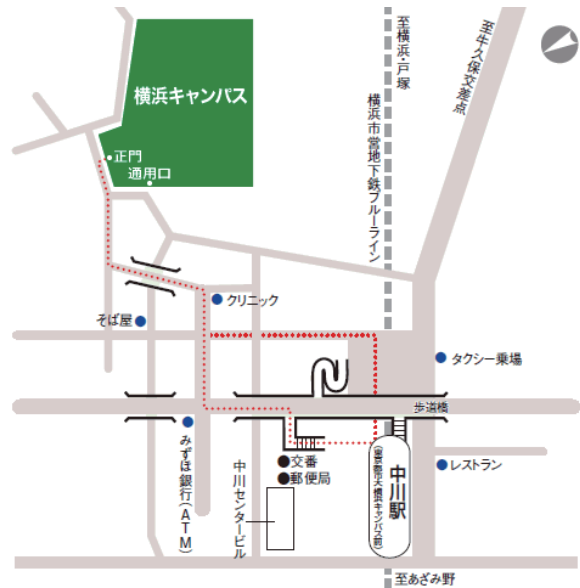 至横浜・戸塚
至牛久保交差点
横浜キャンパス
横浜市営地下鉄ブルーライン
正門
通用口
クリニック
そば屋
タクシー乗場
歩道橋
みずほ銀行(ATM)
中川センタービル
交番
郵便局
中川駅
(東京都市大横浜キャンパス前)
レストラン
至あざみ野